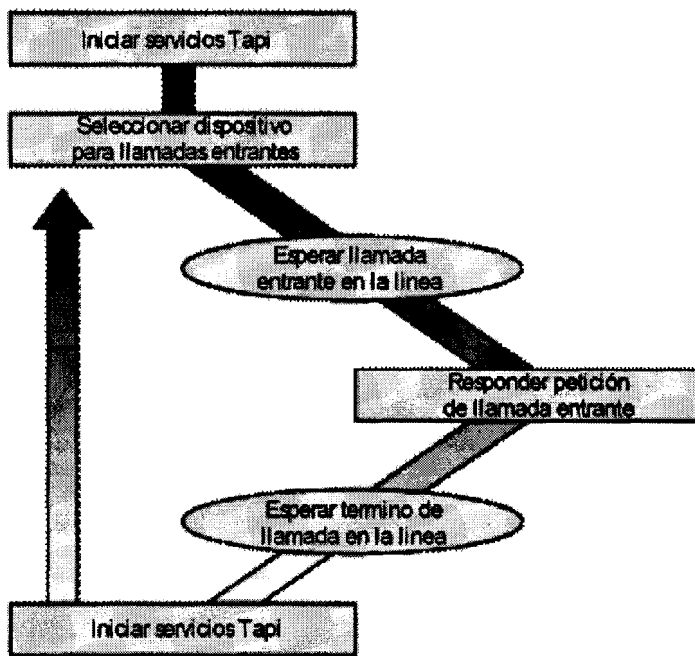 Iniciar servicios Tapi
Seleccionar dispositivo
para llamadas entrantes
Esperar llamada
entrante en la linea
Responder petición
de llamada entrante
Esperar termino de
llamada en la linea
Iniciar servicios Tapi